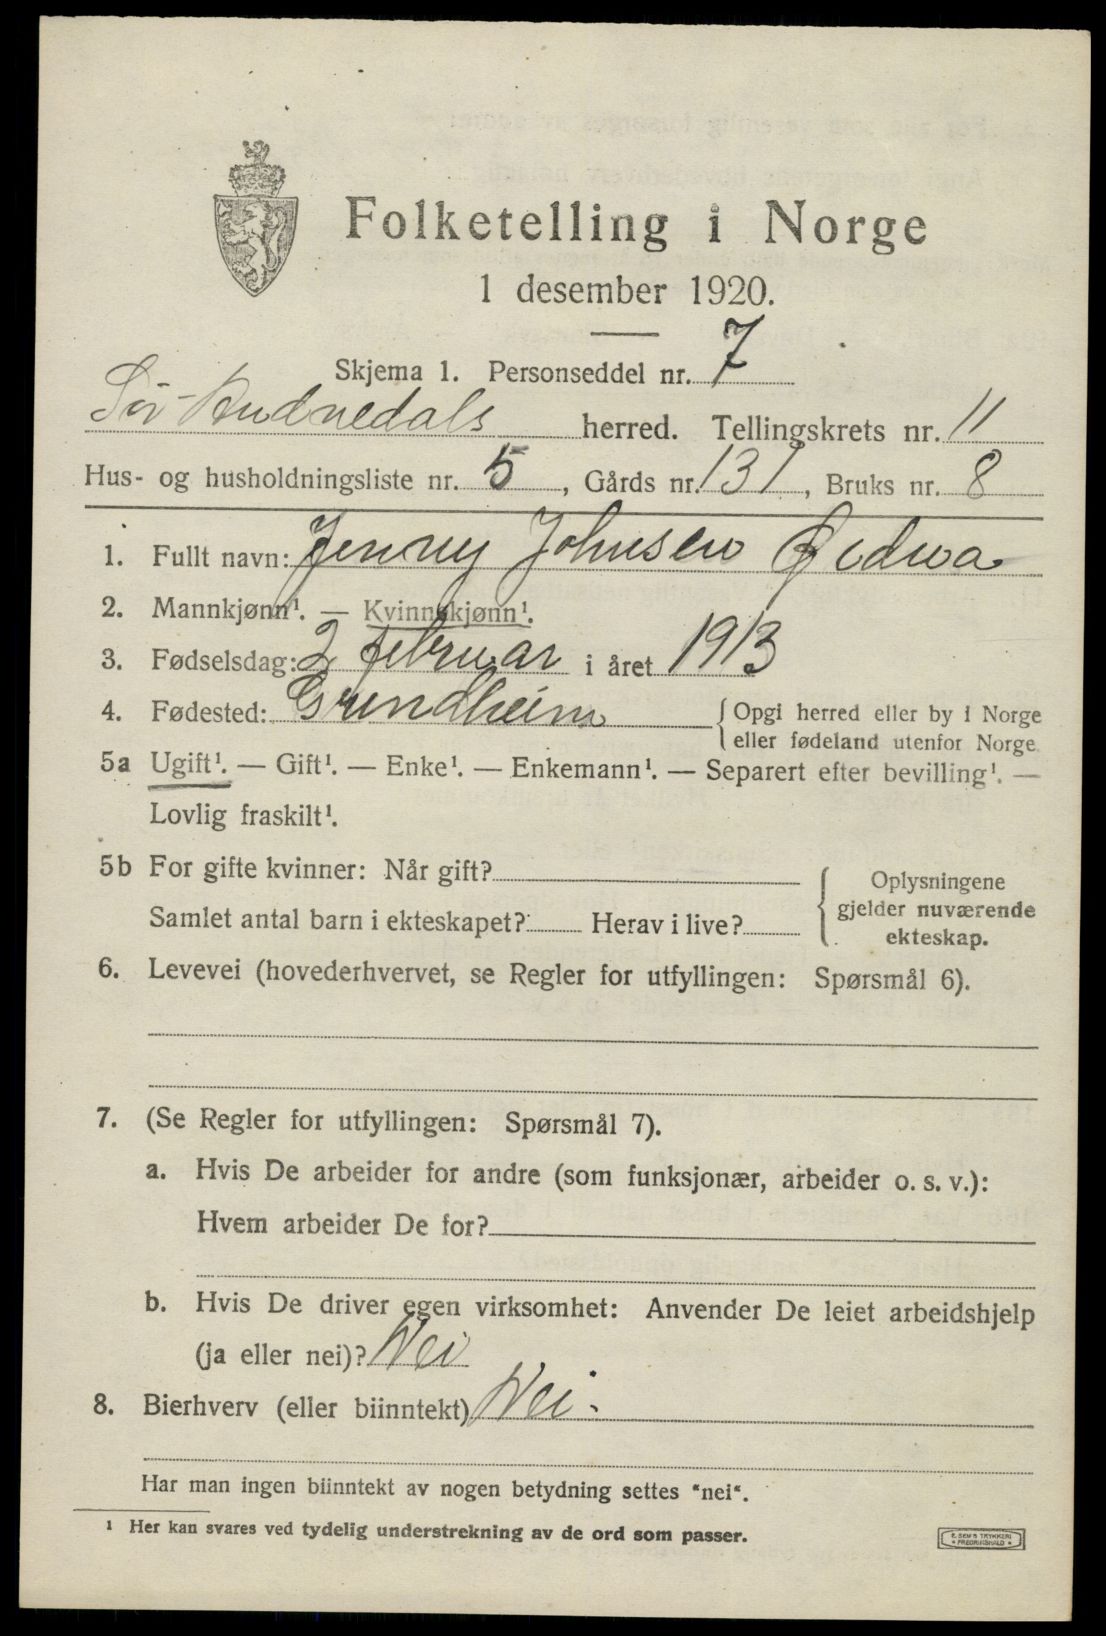 Folketelling i Norge
1 desember 1920.
Skjema 1. Personseddel nr. 7
Sør-Audnedals herred. Tellingskrets nr. 11
Hus- og husholdningsliste nr. 5, Gårds nr. 131, Bruks nr. 8
1. Fullt navn: Jenny Johnsen Ødna
2. Mannkjønn¹. — Kvinnekjønn¹.
3. Fødselsdag: 2 februar i året 1913
4. Fødested: Grindheim { Opgi herred eller by i Norge
eller fødeland utenfor Norge
5a Ugift¹. — Gift¹. — Enke¹. — Enkemann¹. — Separert efter bevilling¹. —
Lovlig fraskilt¹.
5b For gifte kvinner: Når gift?
Samlet antal barn i ekteskapet? Herav i live?
{ Oplysningene
gjelder nuværende
ekteskap.
6. Levevei (hovederhvervet, se Regler for utfyllingen: Spørsmål 6).
7. (Se Regler for utfyllingen: Spørsmål 7).
a. Hvis De arbeider for andre (som funksjonær, arbeider o. s. v.):
Hvem arbeider De for?
b. Hvis De driver egen virksomhet: Anvender De leiet arbeidshjelp
(ja eller nei)? Nei
8. Bierhverv (eller biinntekt) Nei.
Har man ingen biinntekt av nogen betydning settes "nei".
¹ Her kan svares ved tydelig understrekning av de ord som passer.
E. SEM'S TRYKKERI
• FREDRIKSHALD •